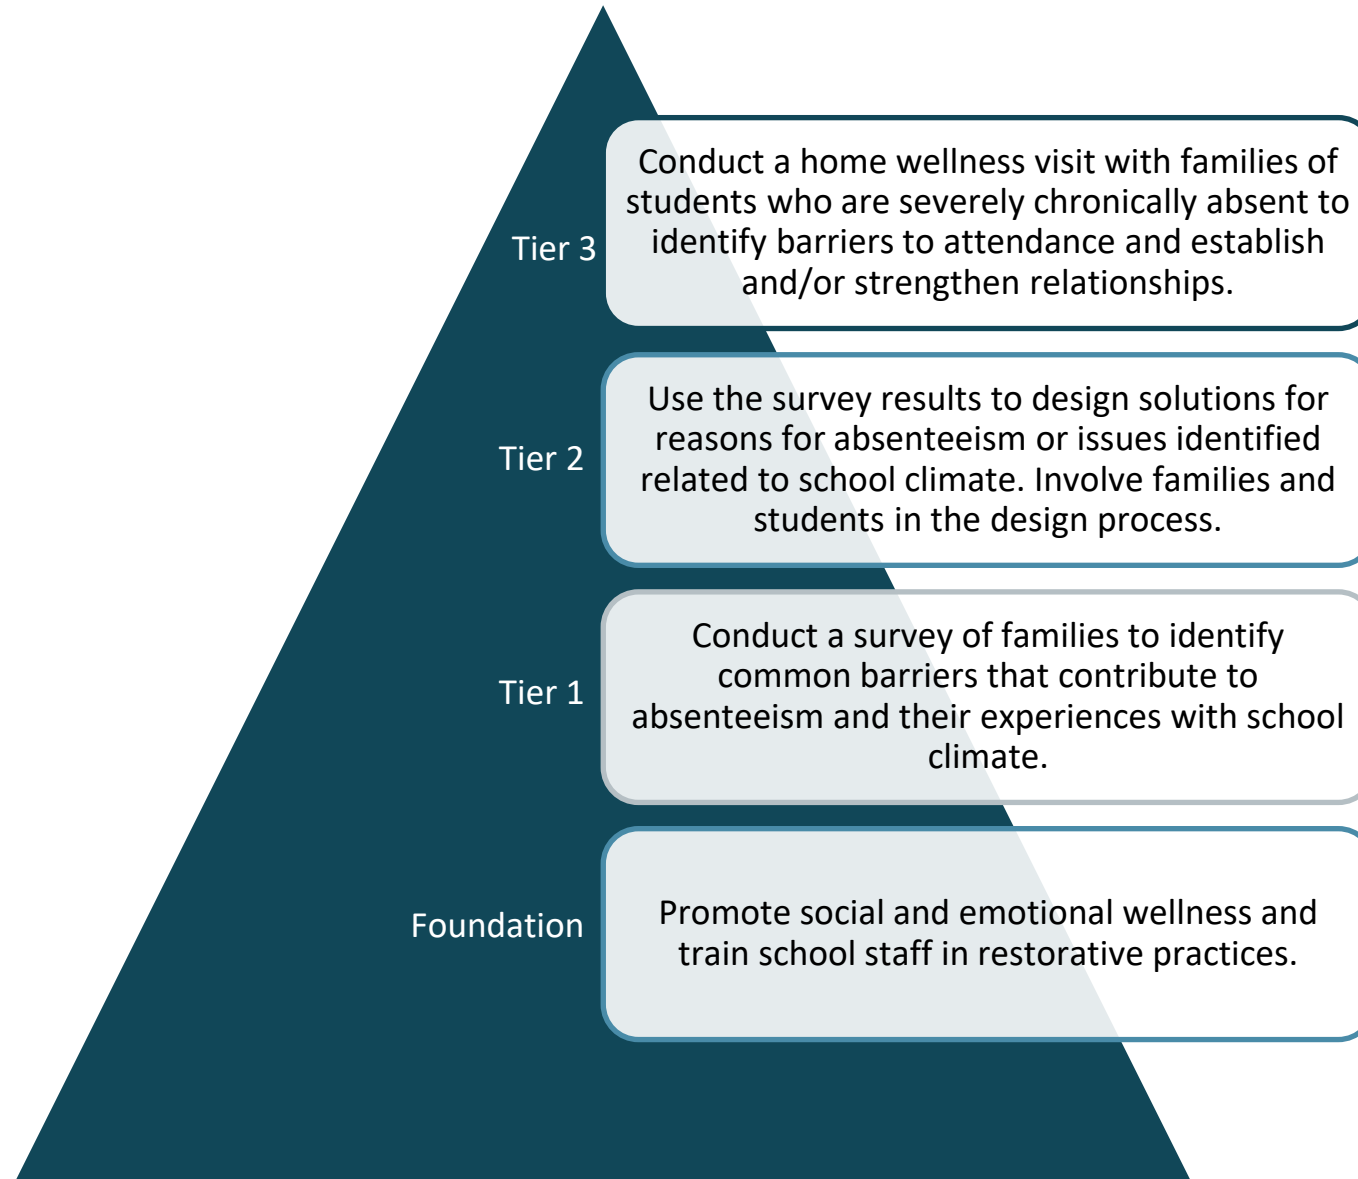 Tier 3
Conduct a home wellness visit with families of
students who are severely chronically absent to
identify barriers to attendance and establish
and/or strengthen relationships.
Tier 2
Use the survey results to design solutions for
reasons for absenteeism or issues identified
related to school climate. Involve families and
students in the design process.
Tier 1
Conduct a survey of families to identify
common barriers that contribute to
absenteeism and their experiences with school
climate.
Foundation
Promote social and emotional wellness and
train school staff in restorative practices.